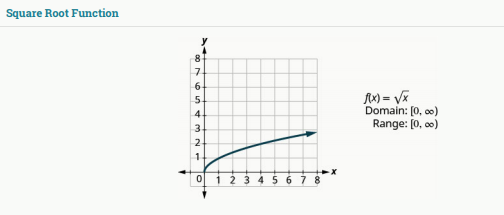 Square Root Function
y
8
7
6
5
4
3
2
1
0 1 2 3 4 5 6 7 8 x
f(x) = √x
Domain: [0, ∞)
Range: [0, ∞)